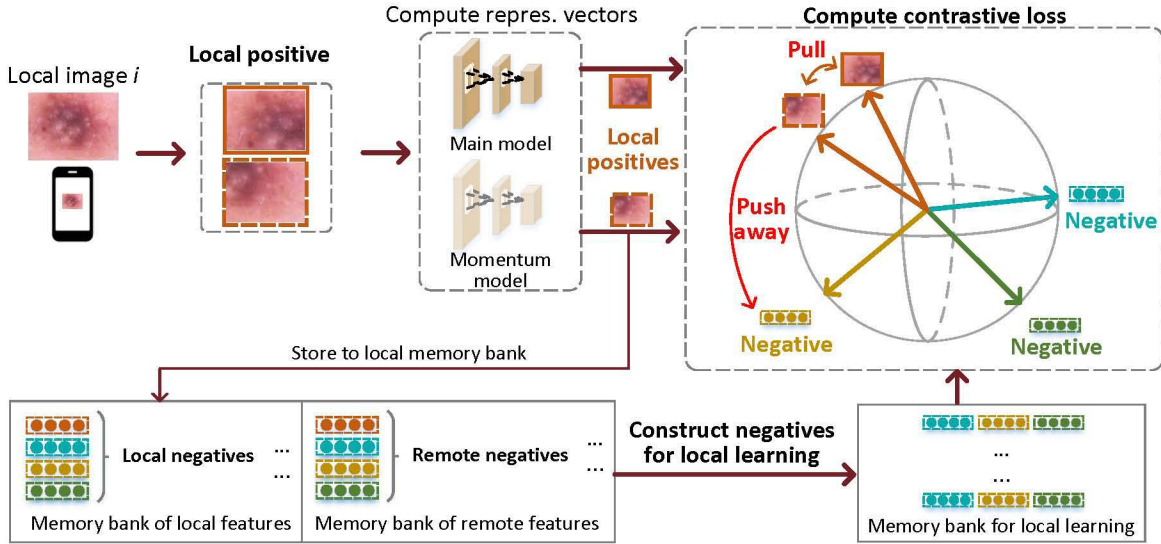 Local image i
Local positive
Compute repres. vectors
Main model
Momentum
model
Local
positives
Compute contrastive loss
Pull
Push
away
Negative
Negative
Negative
Store to local memory bank
Local negatives
...
...
Memory bank of local features
Remote negatives
...
...
Memory bank of remote features
Construct negatives
for local learning
...
...
Memory bank for local learning